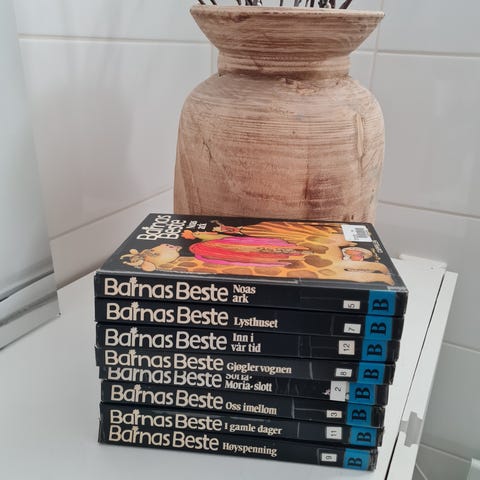 Barnas
Beste
Noas
ark
Barnas Beste Noas
ark 5 B
Barnas Beste Lysthuset 7 B
Barnas Beste Inn i
vår tid 12 B
Barnas Beste Gjøglervognen 8 B
Barnas Beste Soria-
Moria-slott 2 B
Barnas Beste Oss imellom 3 B
Barnas Beste I gamle dager 11 B
Barnas Beste Høyspenning 9 B